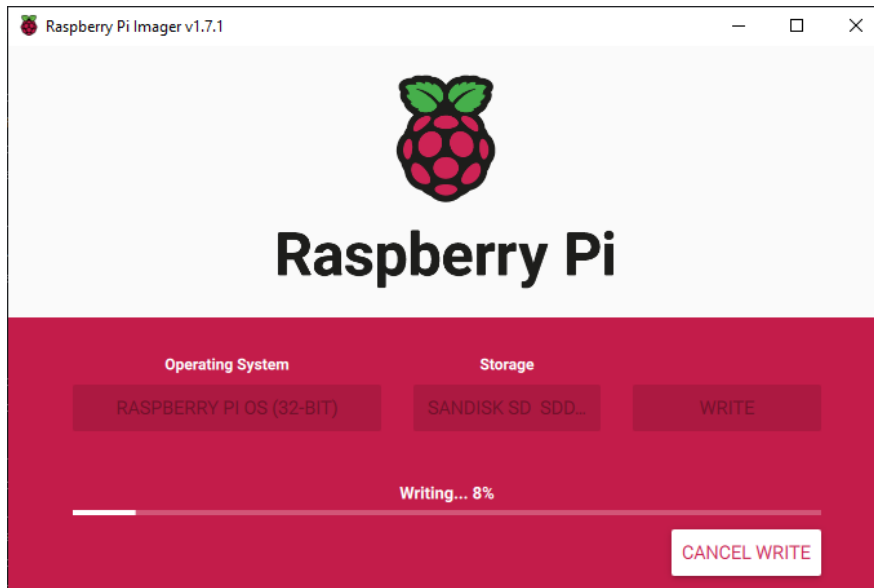 Raspberry Pi Imager v1.7.1
Raspberry Pi
Operating System
Storage
RASPBERRY PI OS (32-BIT)
SANDISK SD SDD...
WRITE
Writing... 8%
CANCEL WRITE